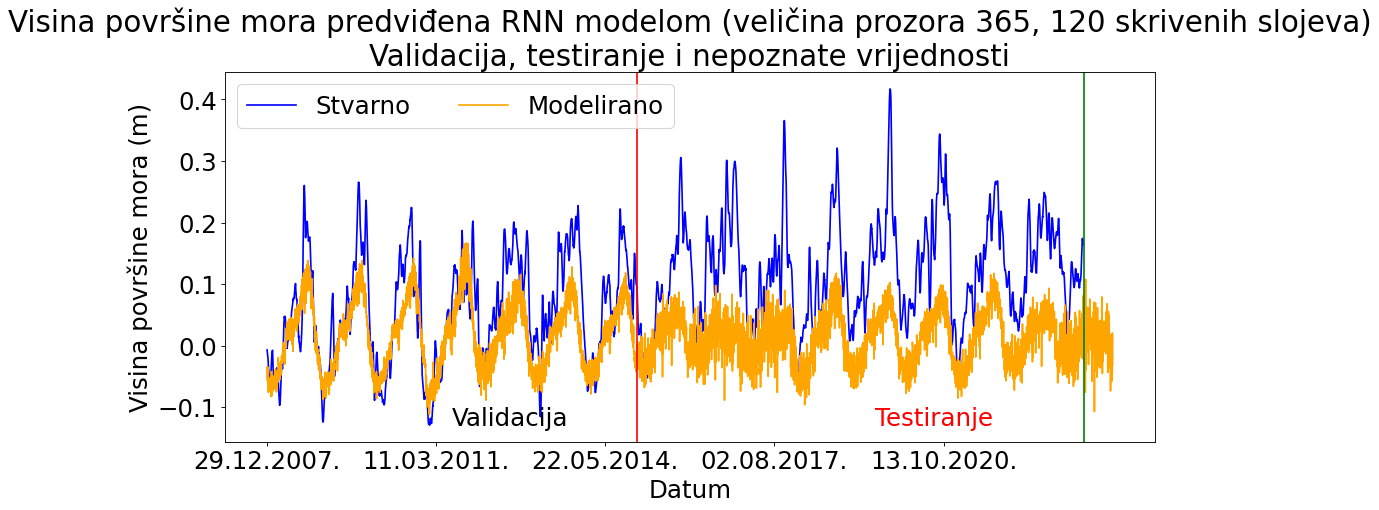 Visina površine mora predviđena RNN modelom (veličina prozora 365, 120 skrivenih slojeva)
Validacija, testiranje i nepoznate vrijednosti
Stvarno
Modelirano
Visina površine mora (m)
0.4
0.3
0.2
0.1
0.0
−0.1
Validacija
Testiranje
29.12.2007. 11.03.2011. 22.05.2014. 02.08.2017. 13.10.2020.
Datum